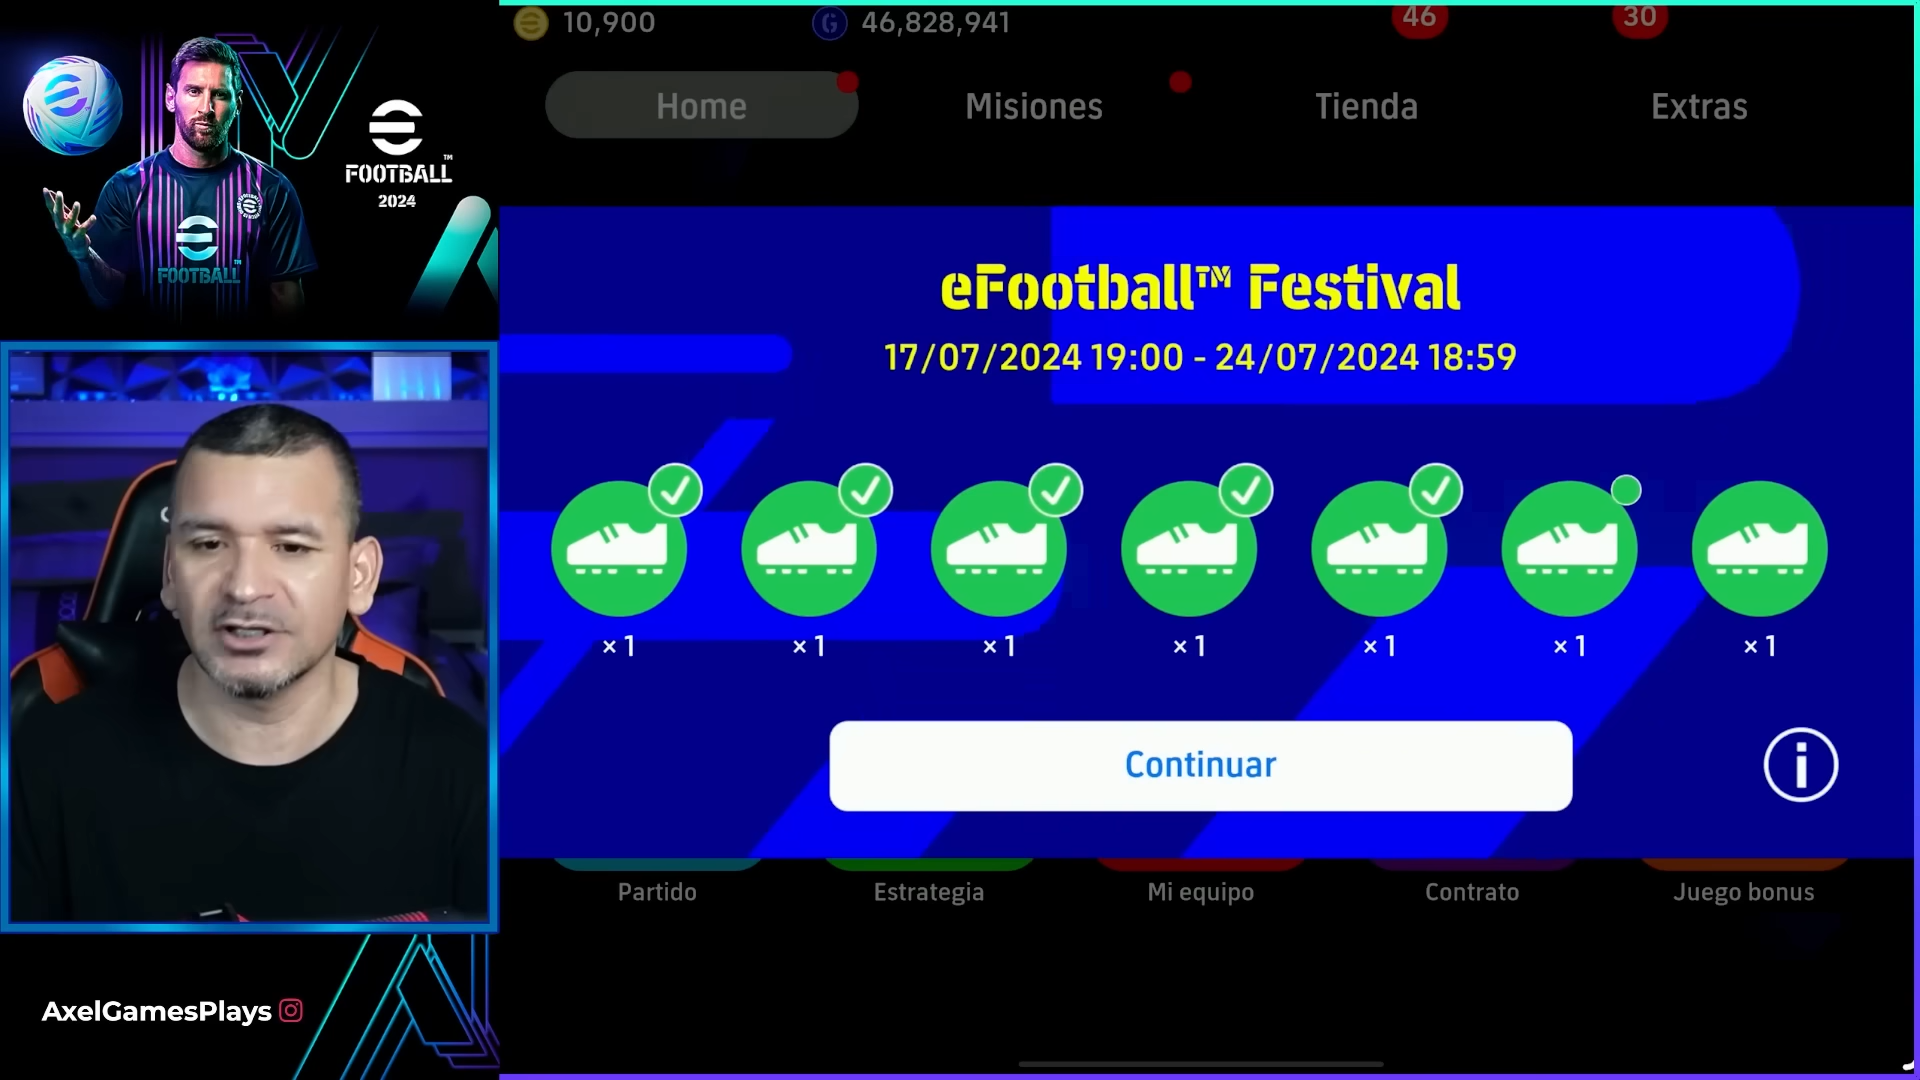 10,900
46,828,941
46
30
Home
Misiones
Tienda
Extras
FOOTBALL™
2024
FOOTBALL™
eFootball™ Festival
17/07/2024 19:00 - 24/07/2024 18:59
×1
×1
×1
×1
×1
×1
×1
Continuar
i
Partido
Estrategia
Mi equipo
Contrato
Juego bonus
AxelGamesPlays